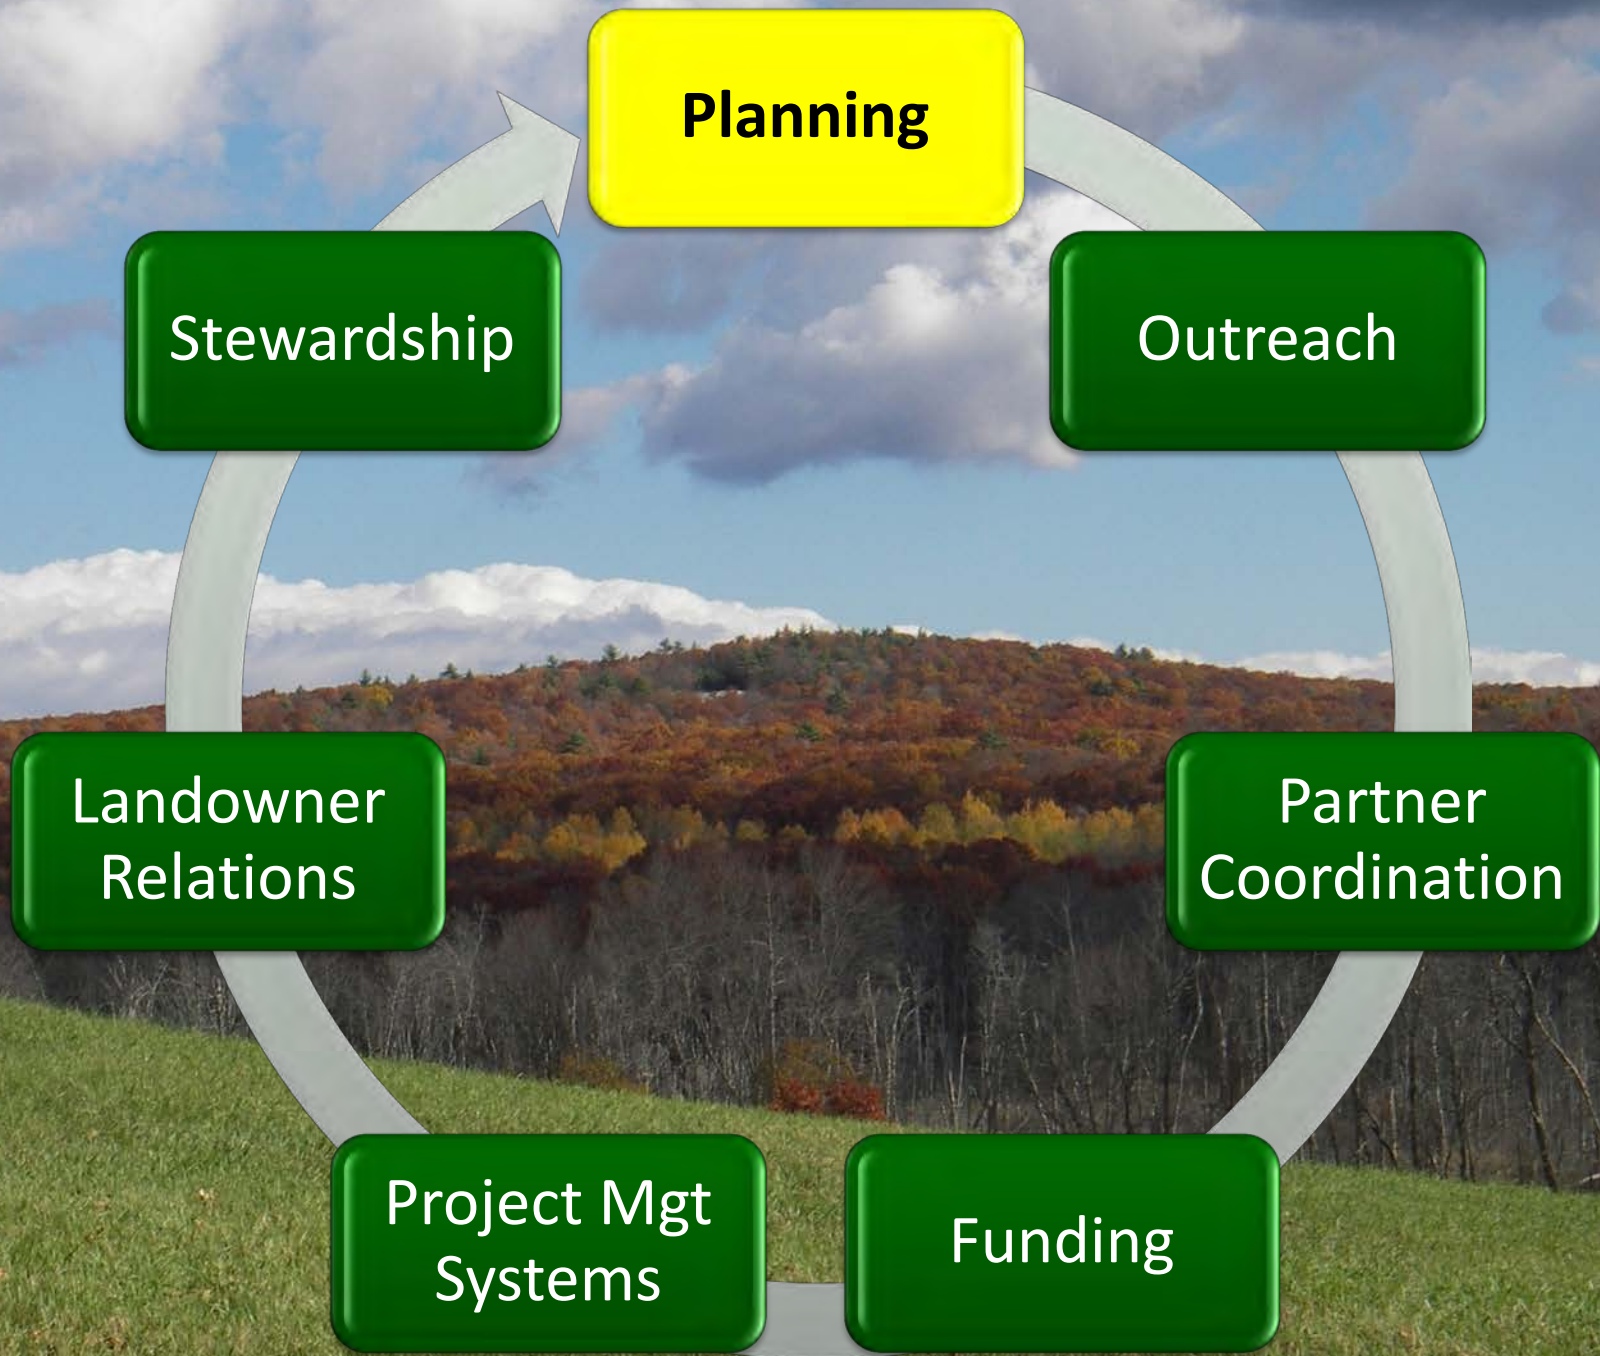 Planning
Outreach
Partner
Coordination
Funding
Project Mgt
Systems
Landowner
Relations
Stewardship